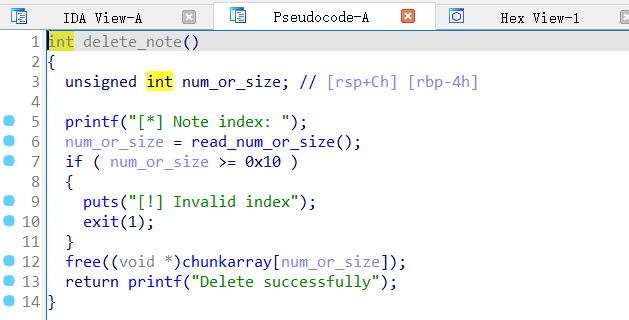 IDA View-A Pseudocode-A Hex View-1
1 int delete_note()
2 {
3 unsigned int num_or_size; // [rsp+Ch] [rbp-4h]
4
5 printf("[*] Note index: ");
6 num_or_size = read_num_or_size();
7 if ( num_or_size >= 0x10 )
8 {
9 puts("[!] Invalid index");
10 exit(1);
11 }
12 free((void *)chunkarray[num_or_size]);
13 return printf("Delete successfully");
14 }